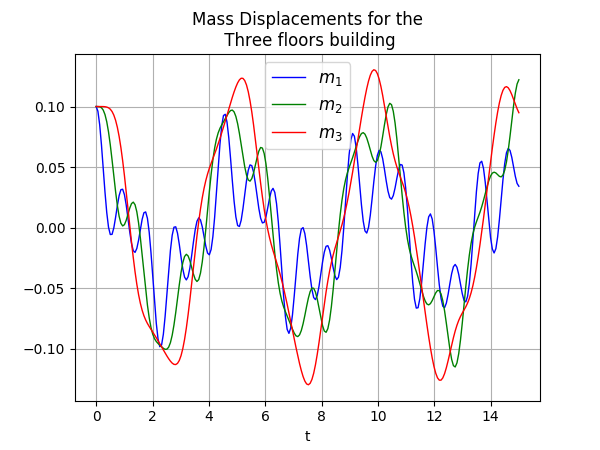 Mass Displacements for the
Three floors building
m₁
m₂
m₃
0.10
0.05
0.00
−0.05
−0.10
0 2 4 6 8 10 12 14
t